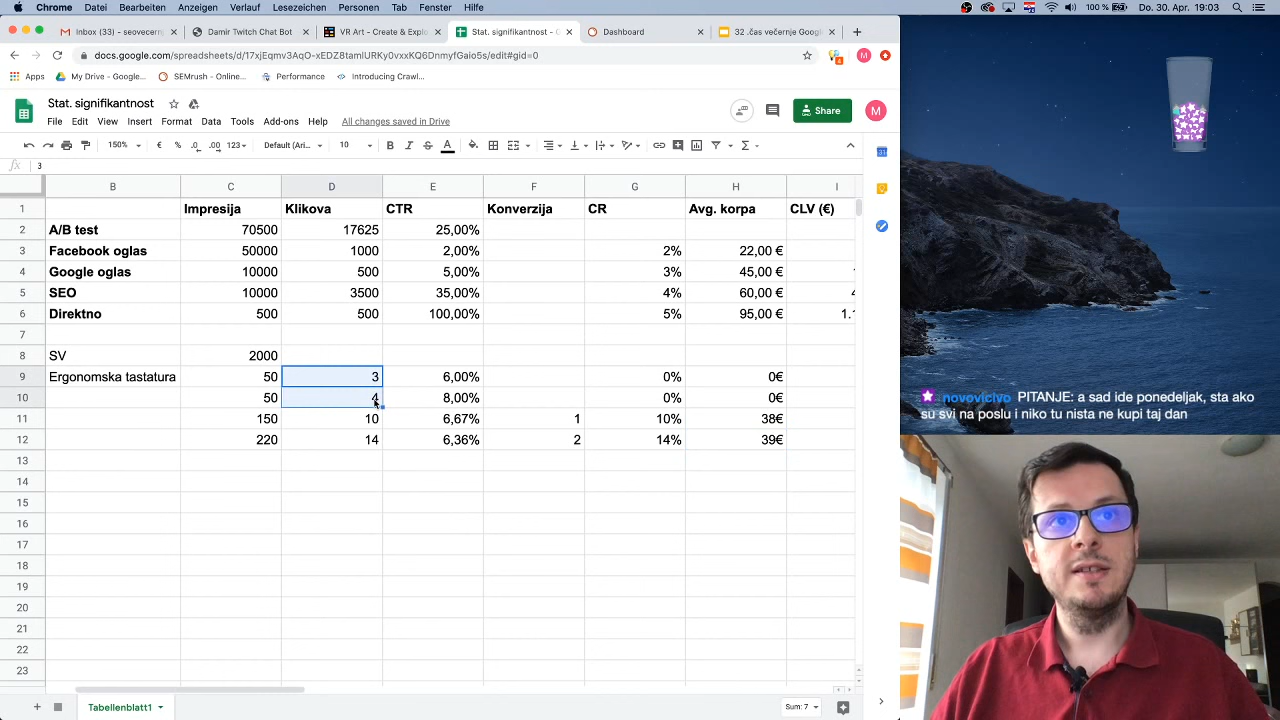 Chrome Datei Bearbeiten Anzeigen Verlauf Lesezeichen Personen Tab Fenster Hilfe 100 % Do. 30. Apr. 19:03
Inbox (33) - seovecern Damir Twitch Chat Bot VR Art - Create & Explo Stat. signifikantnost - G Dashboard 32 .čas večernje Googl
docs.google.com/spreadsheets/d/
Apps My Drive - Google... SEMrush - Online... Performance Introducing Crawl...
Stat. signifikantnost
File Edit View Insert Format Data Tools Add-ons Help All changes saved in Drive
Share M
150% € % .0 .00 123 Default (Ari... 10 B I S A
fx 3
B C D E F G H I
1 Impresija Klikova CTR Konverzija CR Avg. korpa CLV (€)
2 A/B test 70500 17625 25,00%
3 Facebook oglas 50000 1000 2,00% 2% 22,00 €
4 Google oglas 10000 500 5,00% 3% 45,00 €
5 SEO 10000 3500 35,00% 4% 60,00 €
6 Direktno 500 500 100,00% 5% 95,00 € 1.1
7
8 SV 2000
9 Ergonomska tastatura 50 3 6,00% 0% 0€
10 50 4 8,00% 0% 0€
11 150 10 6,67% 1 10% 38€
12 220 14 6,36% 2 14% 39€
13
14
15
16
17
18
19
20
21
22
23
Tabellenblatt1
Sum: 7
novovicivo PITANJE: a sad ide ponedeljak, sta ako
su svi na poslu i niko tu nista ne kupi taj dan